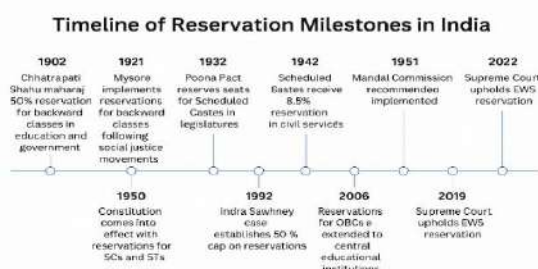 Timeline of Reservation Milestones in India
1902
Chhatrapati
Shahu maharaj
50% reservation
for backward
classes in
education and
government
1921
Mysore
implements
reservations
for backward
classes
following
social justice
movements
1932
Poona Pact
reserves seats
for Scheduled
Castes in
legislatures
1942
Scheduled
Bastes receive
8.5%
reservation
in civil services
1951
Mandal Commission
recommendeo
implemented
2022
Supreme Court
upholds EWS
reservation
1950
Constitution
comes into
effect with
reservations for
SCs and STs
1992
Indra Sawhney
case
establishes 50 %
cap on reservations
2006
Reservations
for OBCs e
extended to
central
educational
institutions
2019
Supreme Court
upholds EWS
reservation